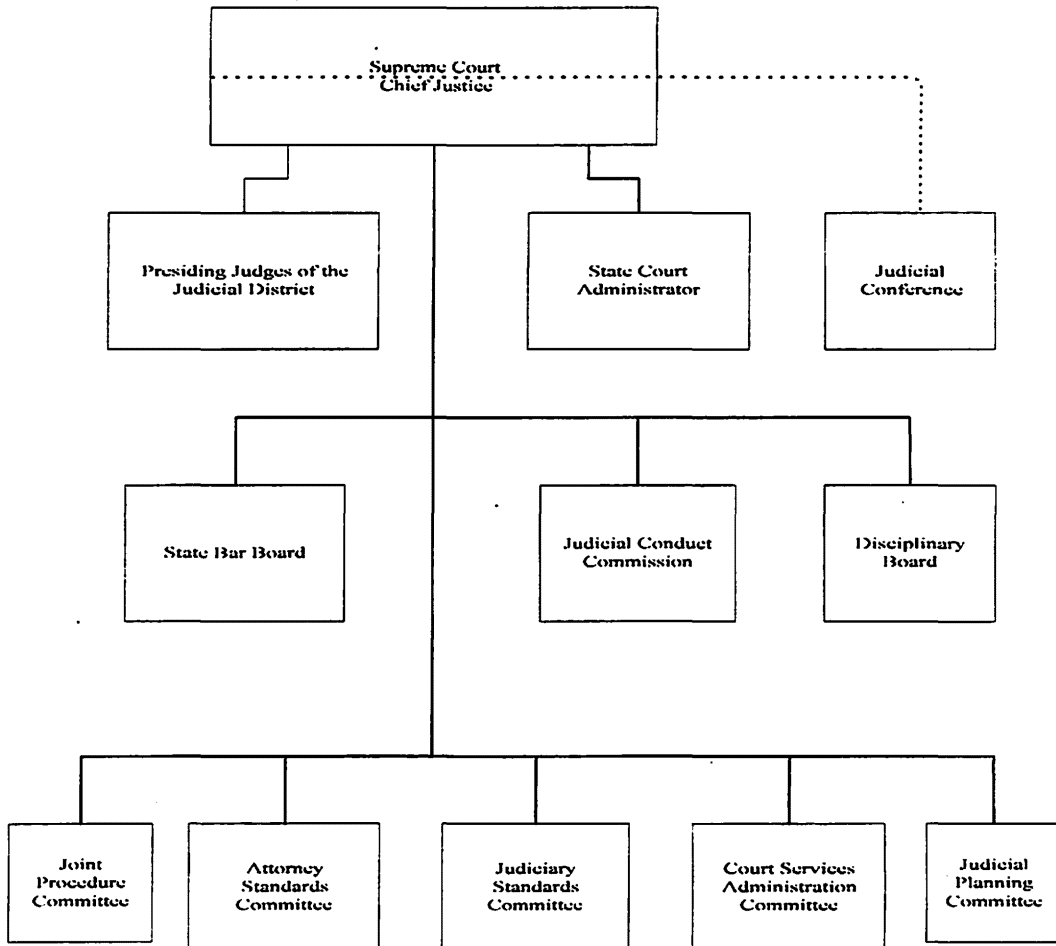 Supreme Court
Chief Justice
Presiding Judges of the
Judicial District
State Court
Administrator
Judicial
Conference
State Bar Board
Judicial Conduct
Commission
Disciplinary
Board
Joint
Procedure
Committee
Attorney
Standards
Committee
Judiciary
Standards
Committee
Court Services
Administration
Committee
Judicial
Planning
Committee